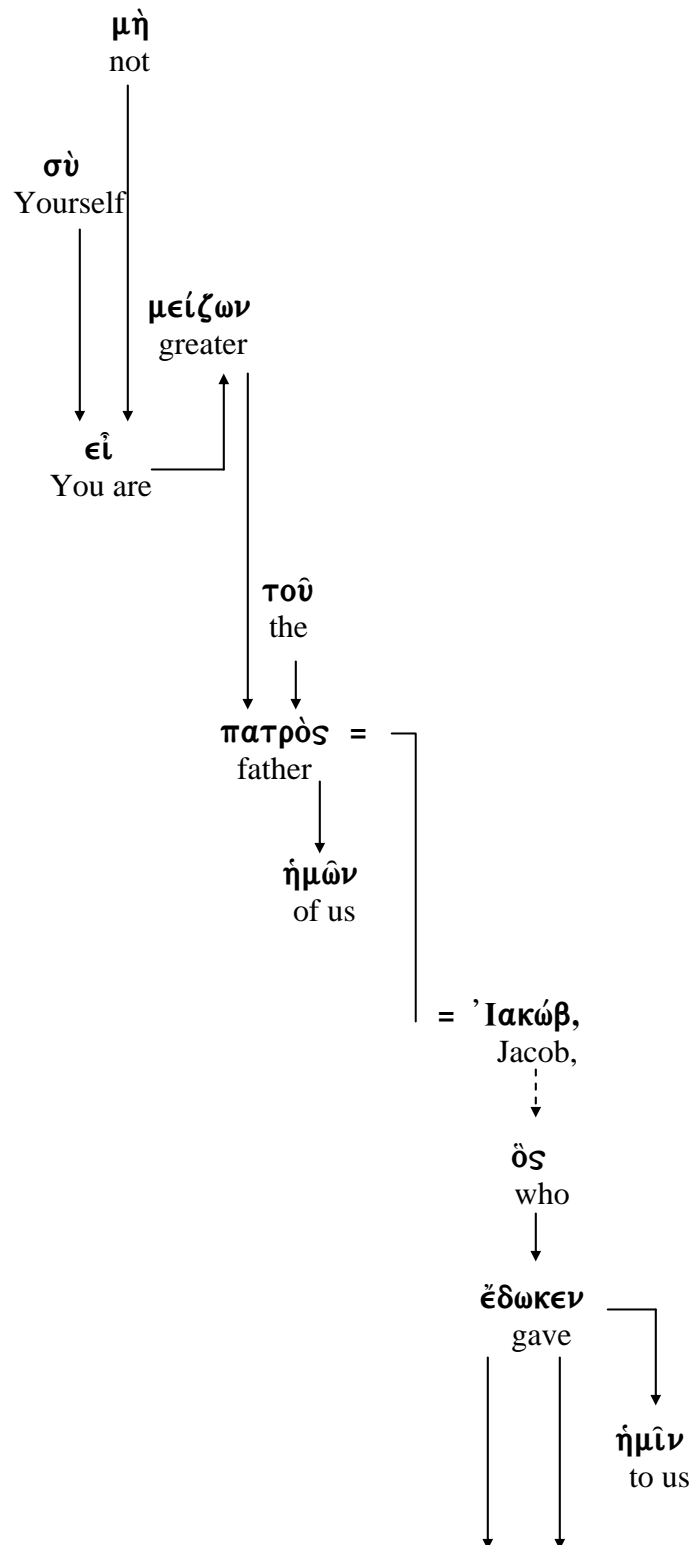 μὴ
not
σὺ
Yourself
μείζων
greater
εἶ
You are
τοῦ
the
πατρὸς =
father
ἡμῶν
of us
= Ἰακώβ,
Jacob,
ὃς
who
ἔδωκεν
gave
ἡμῖν
to us